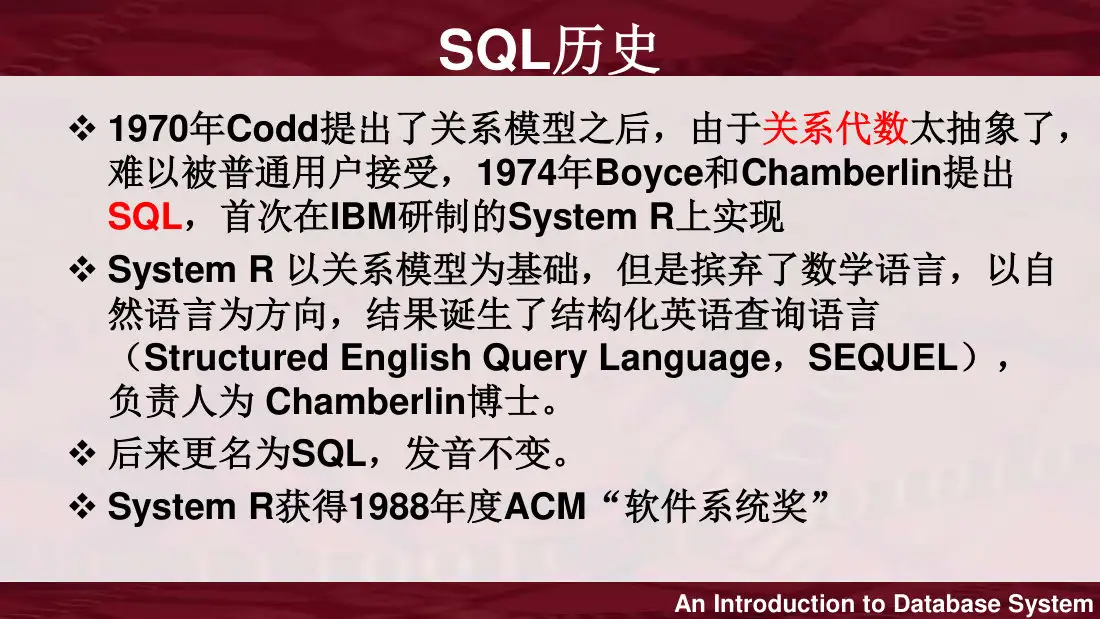 SQL历史
❖ 1970年Codd提出了关系模型之后，由于关系代数太抽象了，
难以被普通用户接受，1974年Boyce和Chamberlin提出
SQL，首次在IBM研制的System R上实现
❖ System R 以关系模型为基础，但是摈弃了数学语言，以自
然语言为方向，结果诞生了结构化英语查询语言
（Structured English Query Language，SEQUEL），
负责人为 Chamberlin博士。
❖ 后来更名为SQL，发音不变。
❖ System R获得1988年度ACM“软件系统奖”
An Introduction to Database System